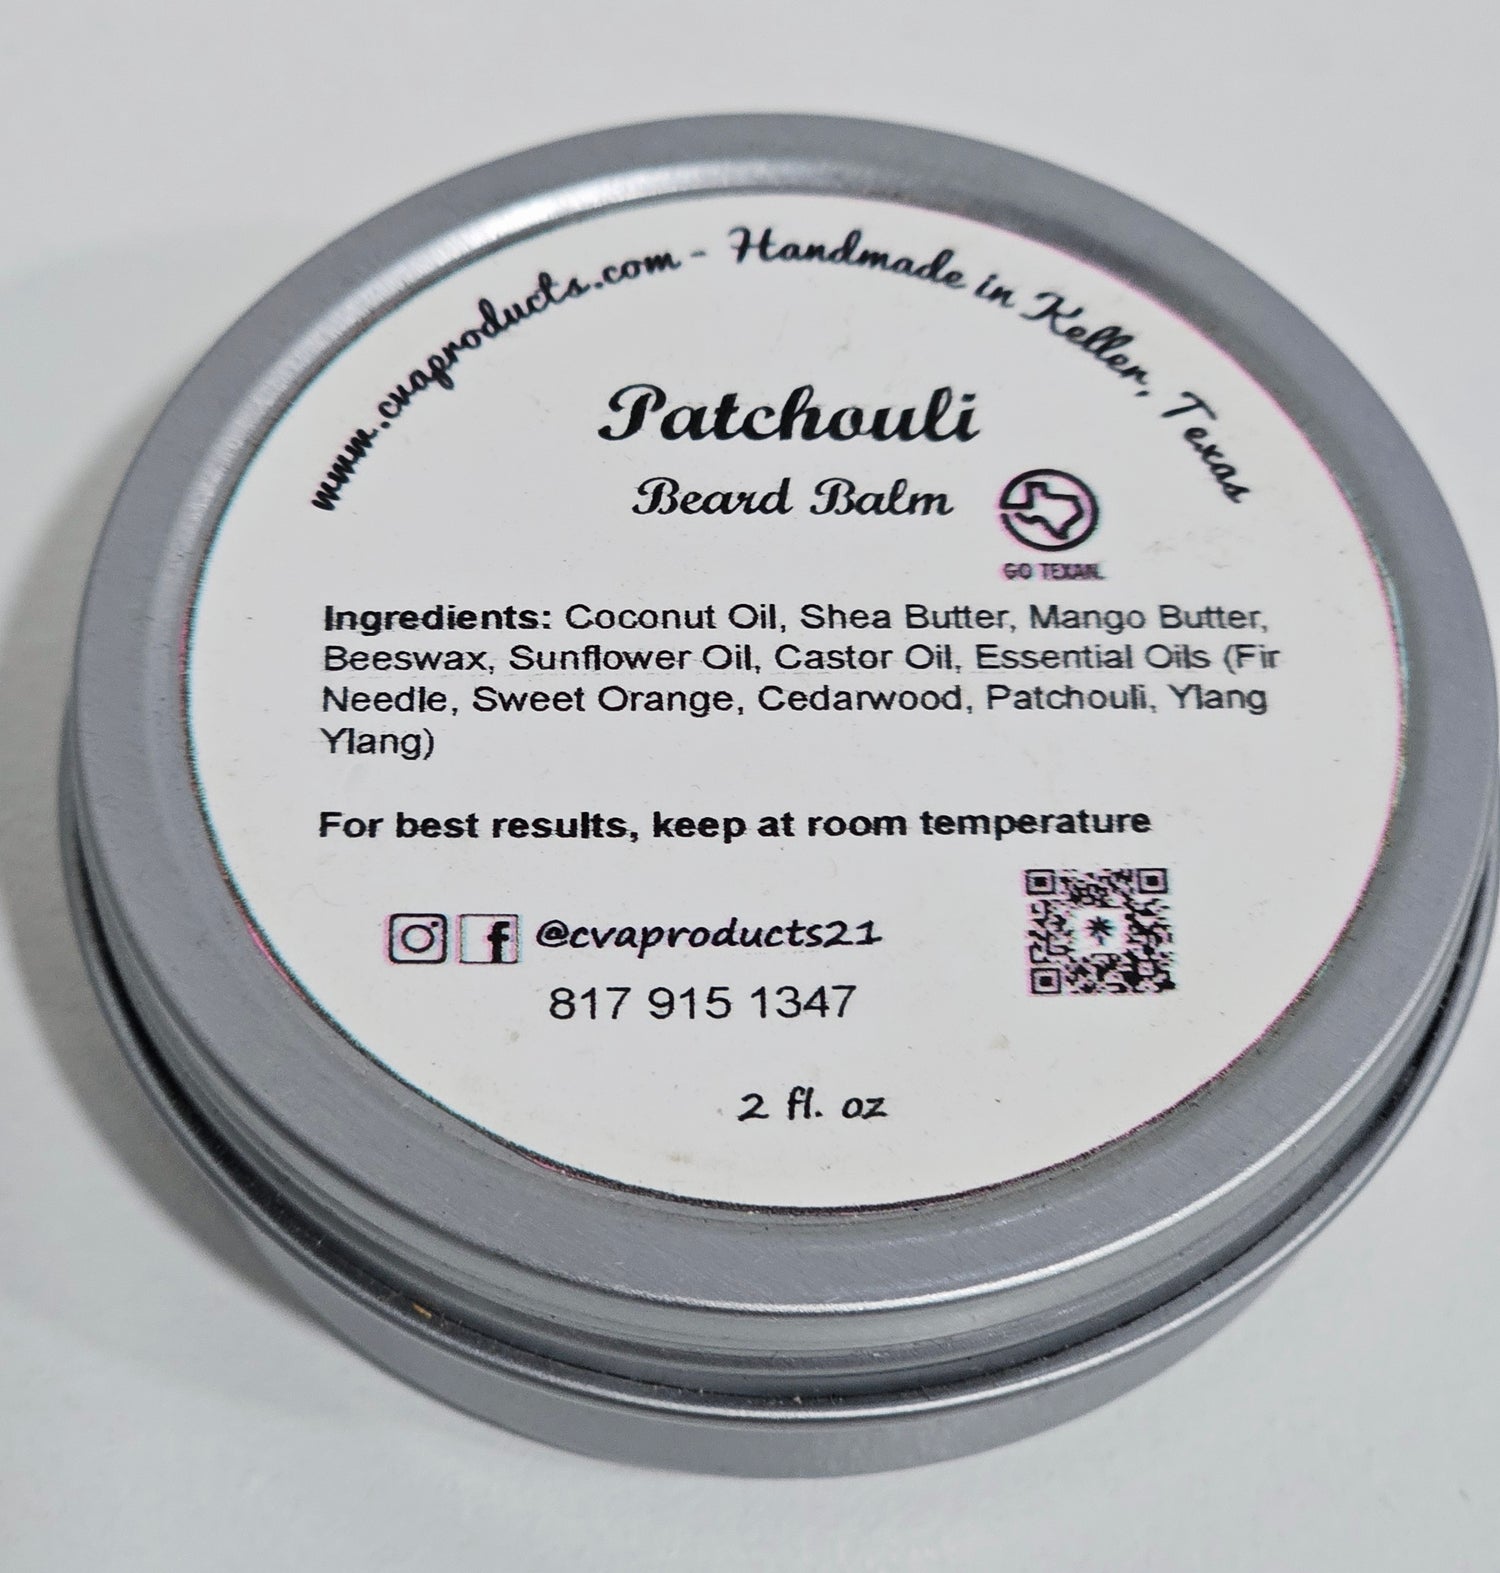 www.cvaproducts.com - Handmade in Keller, Texas
Patchouli
Beard Balm
GO TEXAN.
Ingredients: Coconut Oil, Shea Butter, Mango Butter,
Beeswax, Sunflower Oil, Castor Oil, Essential Oils (Fir
Needle, Sweet Orange, Cedarwood, Patchouli, Ylang
Ylang)
For best results, keep at room temperature
@cvaproducts21
817 915 1347
2 fl. oz